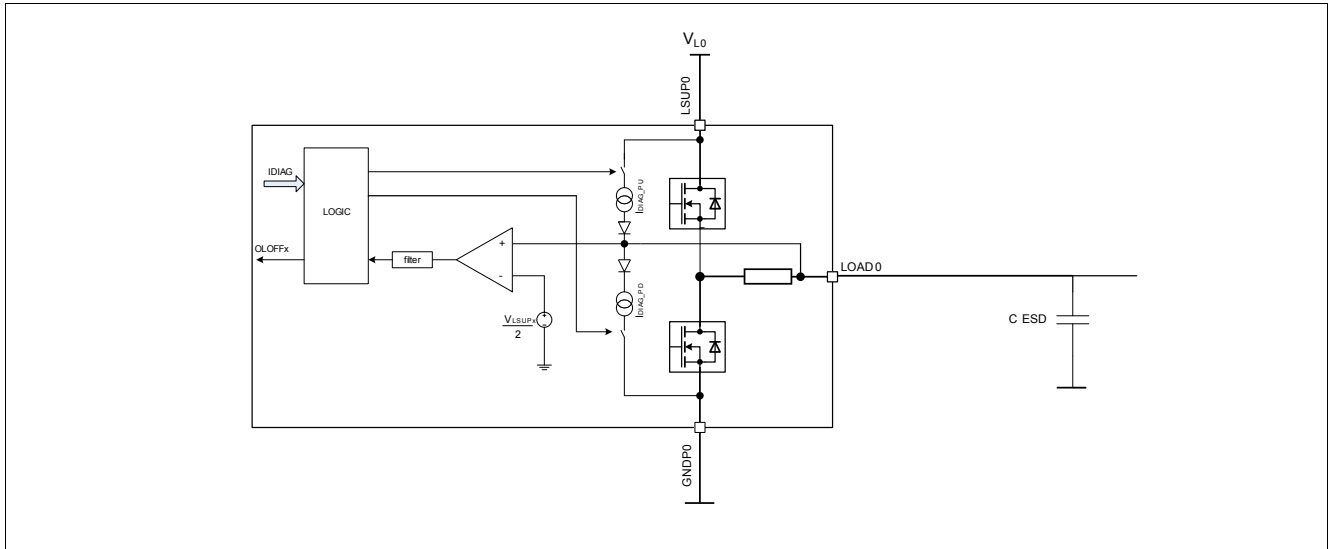 VL0
LSUP0
IDIAG
LOGIC
IDIAG_PU
OLOFFx
filter
+
-
LOAD0
IDIAG_PD
VLSUPx
2
C ESD
GNDP0